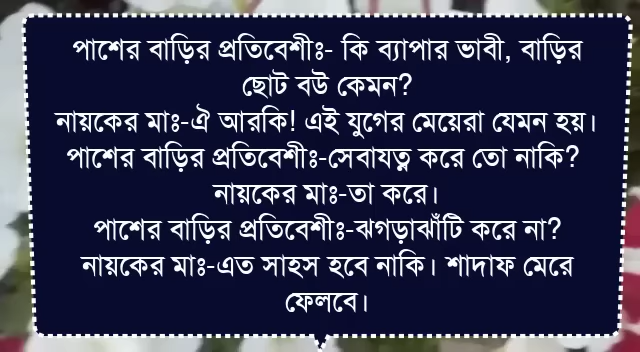 পাশের বাড়ির প্রতিবেশীঃ- কি ব্যাপার ভাবী, বাড়ির
ছোট বউ কেমন?
নায়কের মাঃ-ঐ আরকি! এই যুগের মেয়েরা যেমন হয়।
পাশের বাড়ির প্রতিবেশীঃ-সেবাযত্ন করে তো নাকি?
নায়কের মাঃ-তা করে।
পাশের বাড়ির প্রতিবেশীঃ-ঝগড়াঝাঁটি করে না?
নায়কের মাঃ-এত সাহস হবে নাকি। শাদাফ মেরে
ফেলবে।